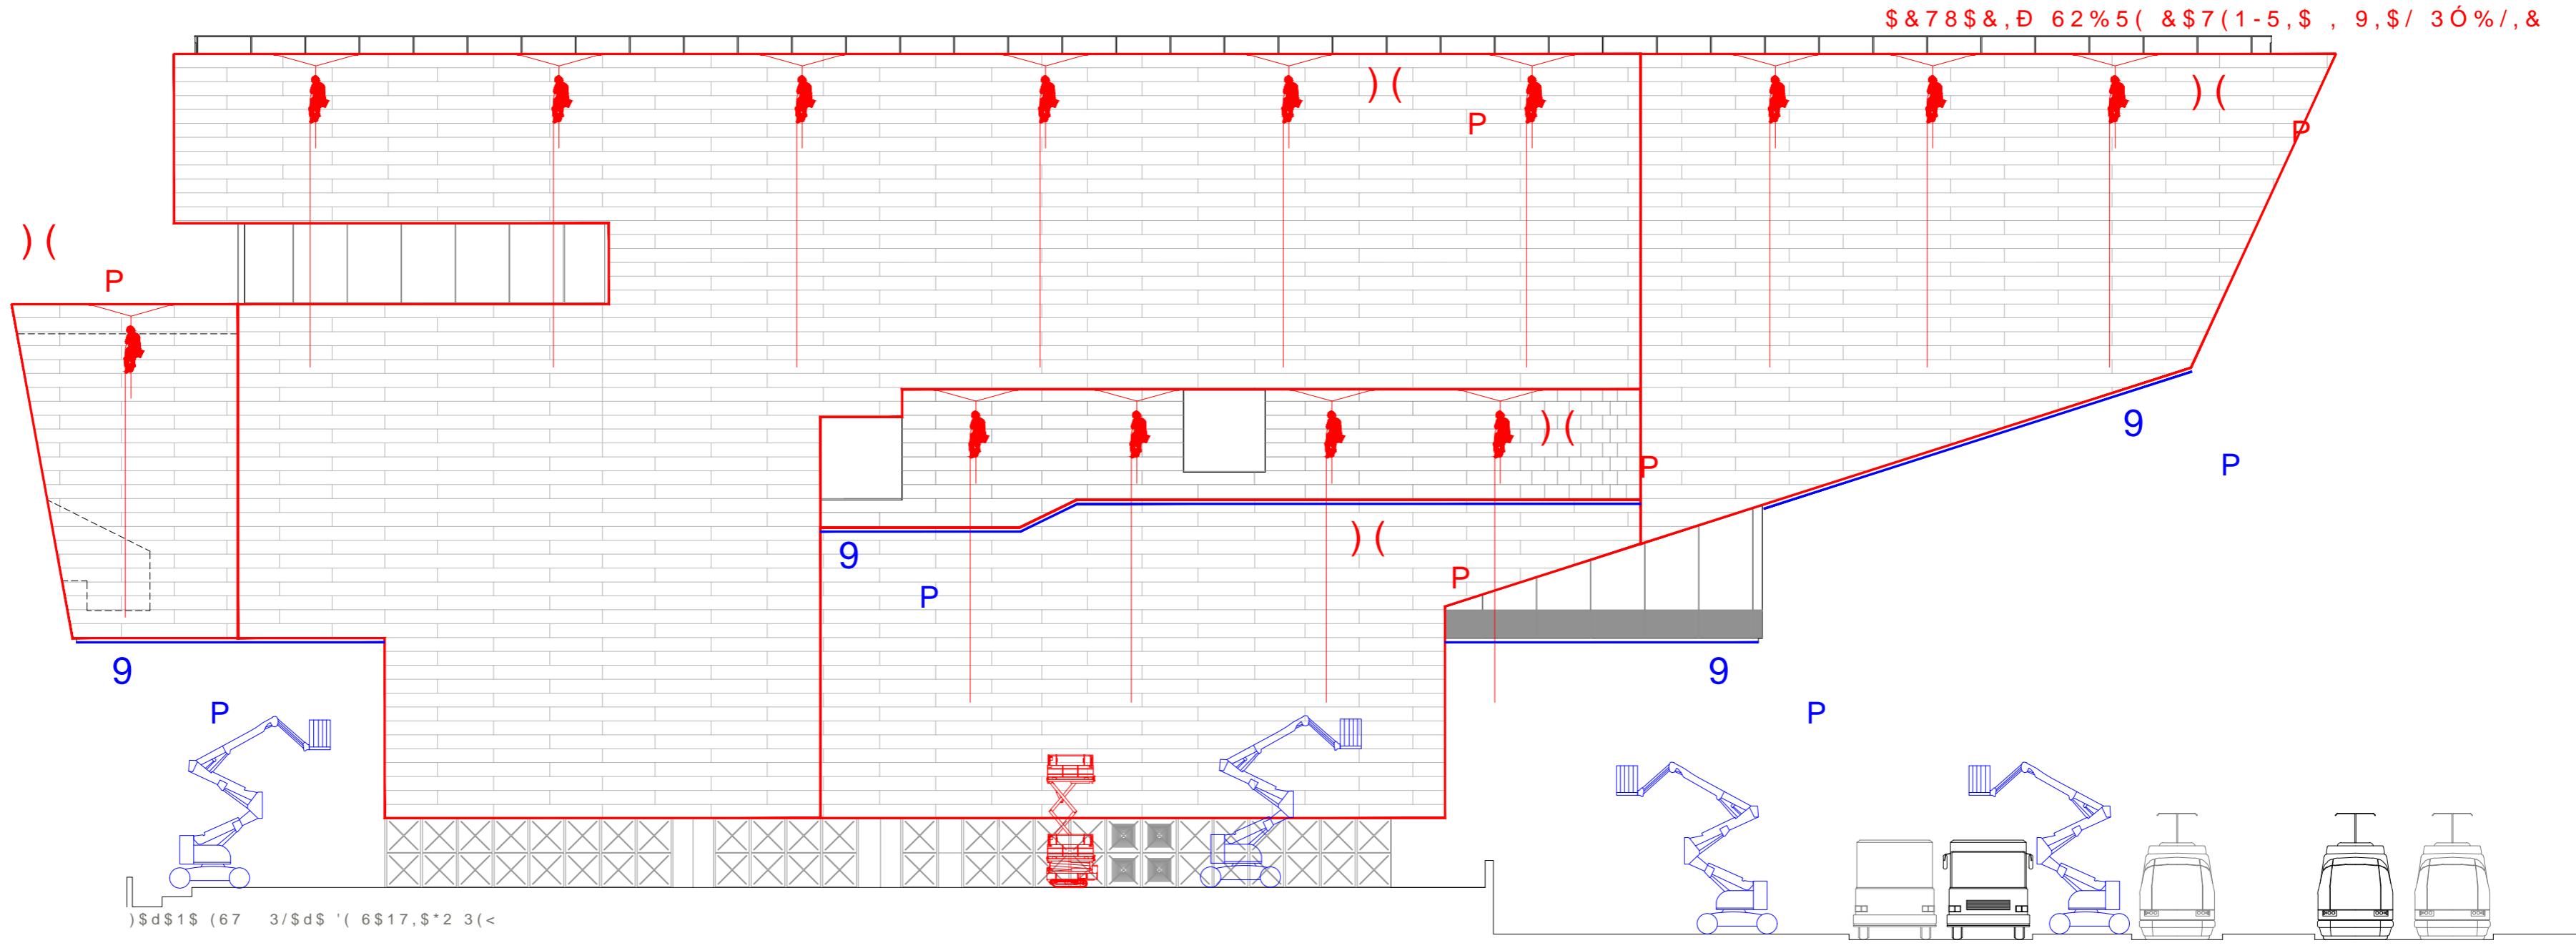 $&78$&,Ð 62%5( &$7(1-5,$ , 9,$/ 3Ó%/,&
)(
P
)(
P
)(
P
)(
P
9
P
)(
P
9
P
9
P
9
P
)$d$1$ (67 3/$d$ '( 6$17,$*2 3(<